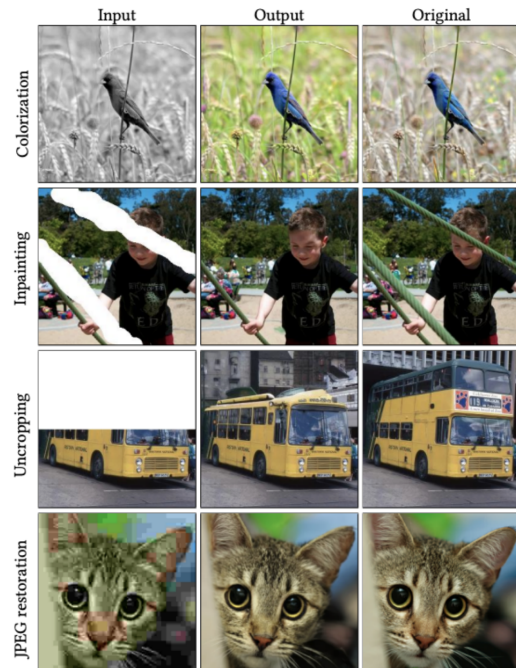 Input Output Original
Colorization
Inpainting
Uncropping
JPEG restoration